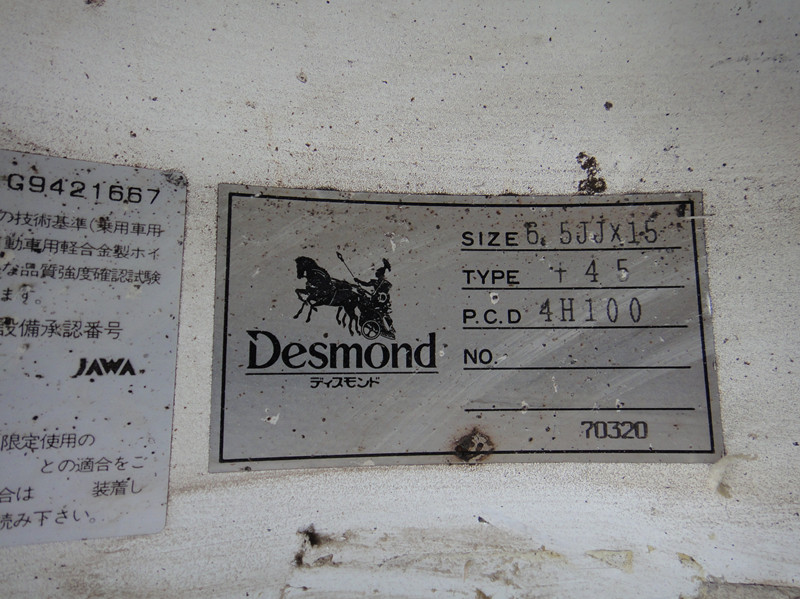 G9421667
の技術基準(乗用車用
動車用軽合金製ホイ
な品質強度確認試験
ます。
設備承認番号
JAWA
限定使用の
との適合をご
合は 装着し
読み下さい。
Desmond
ディスモンド
SIZE 6.5JJX15
TYPE +45
P.C.D 4H100
NO.
70320